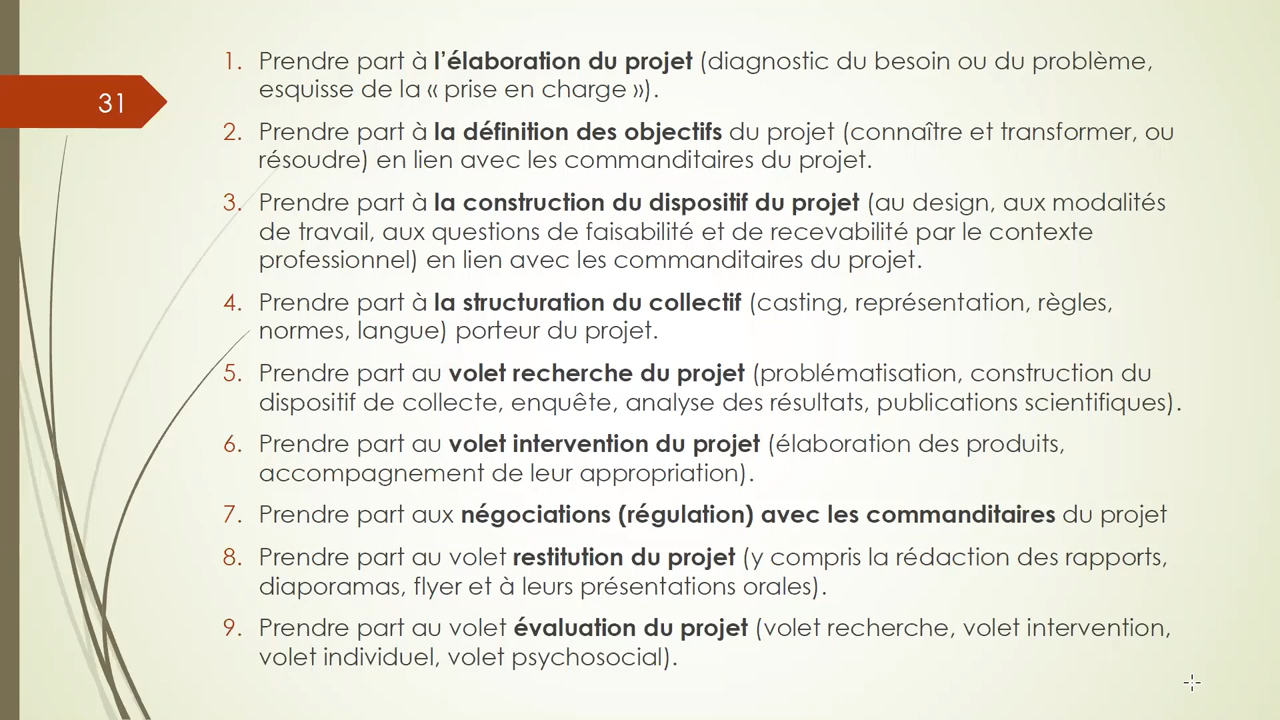 31
1. Prendre part à l’élaboration du projet (diagnostic du besoin ou du problème,
esquisse de la « prise en charge »).
2. Prendre part à la définition des objectifs du projet (connaître et transformer, ou
résoudre) en lien avec les commanditaires du projet.
3. Prendre part à la construction du dispositif du projet (au design, aux modalités
de travail, aux questions de faisabilité et de recevabilité par le contexte
professionnel) en lien avec les commanditaires du projet.
4. Prendre part à la structuration du collectif (casting, représentation, règles,
normes, langue) porteur du projet.
5. Prendre part au volet recherche du projet (problématisation, construction du
dispositif de collecte, enquête, analyse des résultats, publications scientifiques).
6. Prendre part au volet intervention du projet (élaboration des produits,
accompagnement de leur appropriation).
7. Prendre part aux négociations (régulation) avec les commanditaires du projet
8. Prendre part au volet restitution du projet (y compris la rédaction des rapports,
diaporamas, flyer et à leurs présentations orales).
9. Prendre part au volet évaluation du projet (volet recherche, volet intervention,
volet individuel, volet psychosocial).